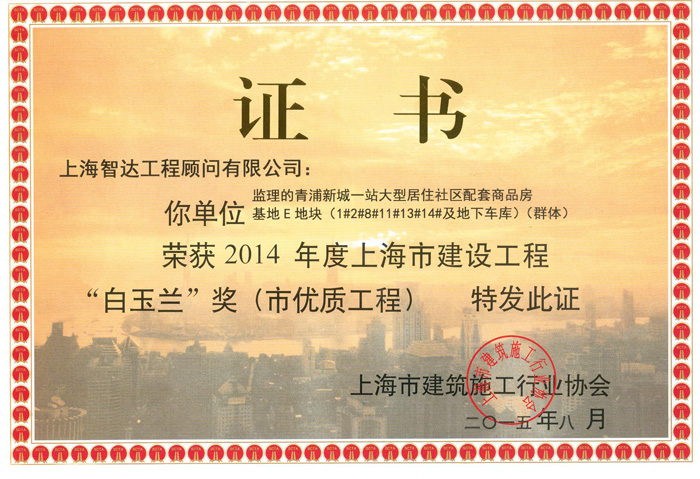 证 书
上海智达工程顾问有限公司：
你单位
监理的青浦新城一站大型居住社区配套商品房
基地E地块（1#2#8#11#13#14#及地下车库）（群体）
荣获 2014 年度上海市建设工程
“白玉兰”奖（市优质工程） 特发此证
上海市建筑施工行业协会
上海市建筑施工行业协会
二〇一五年八月